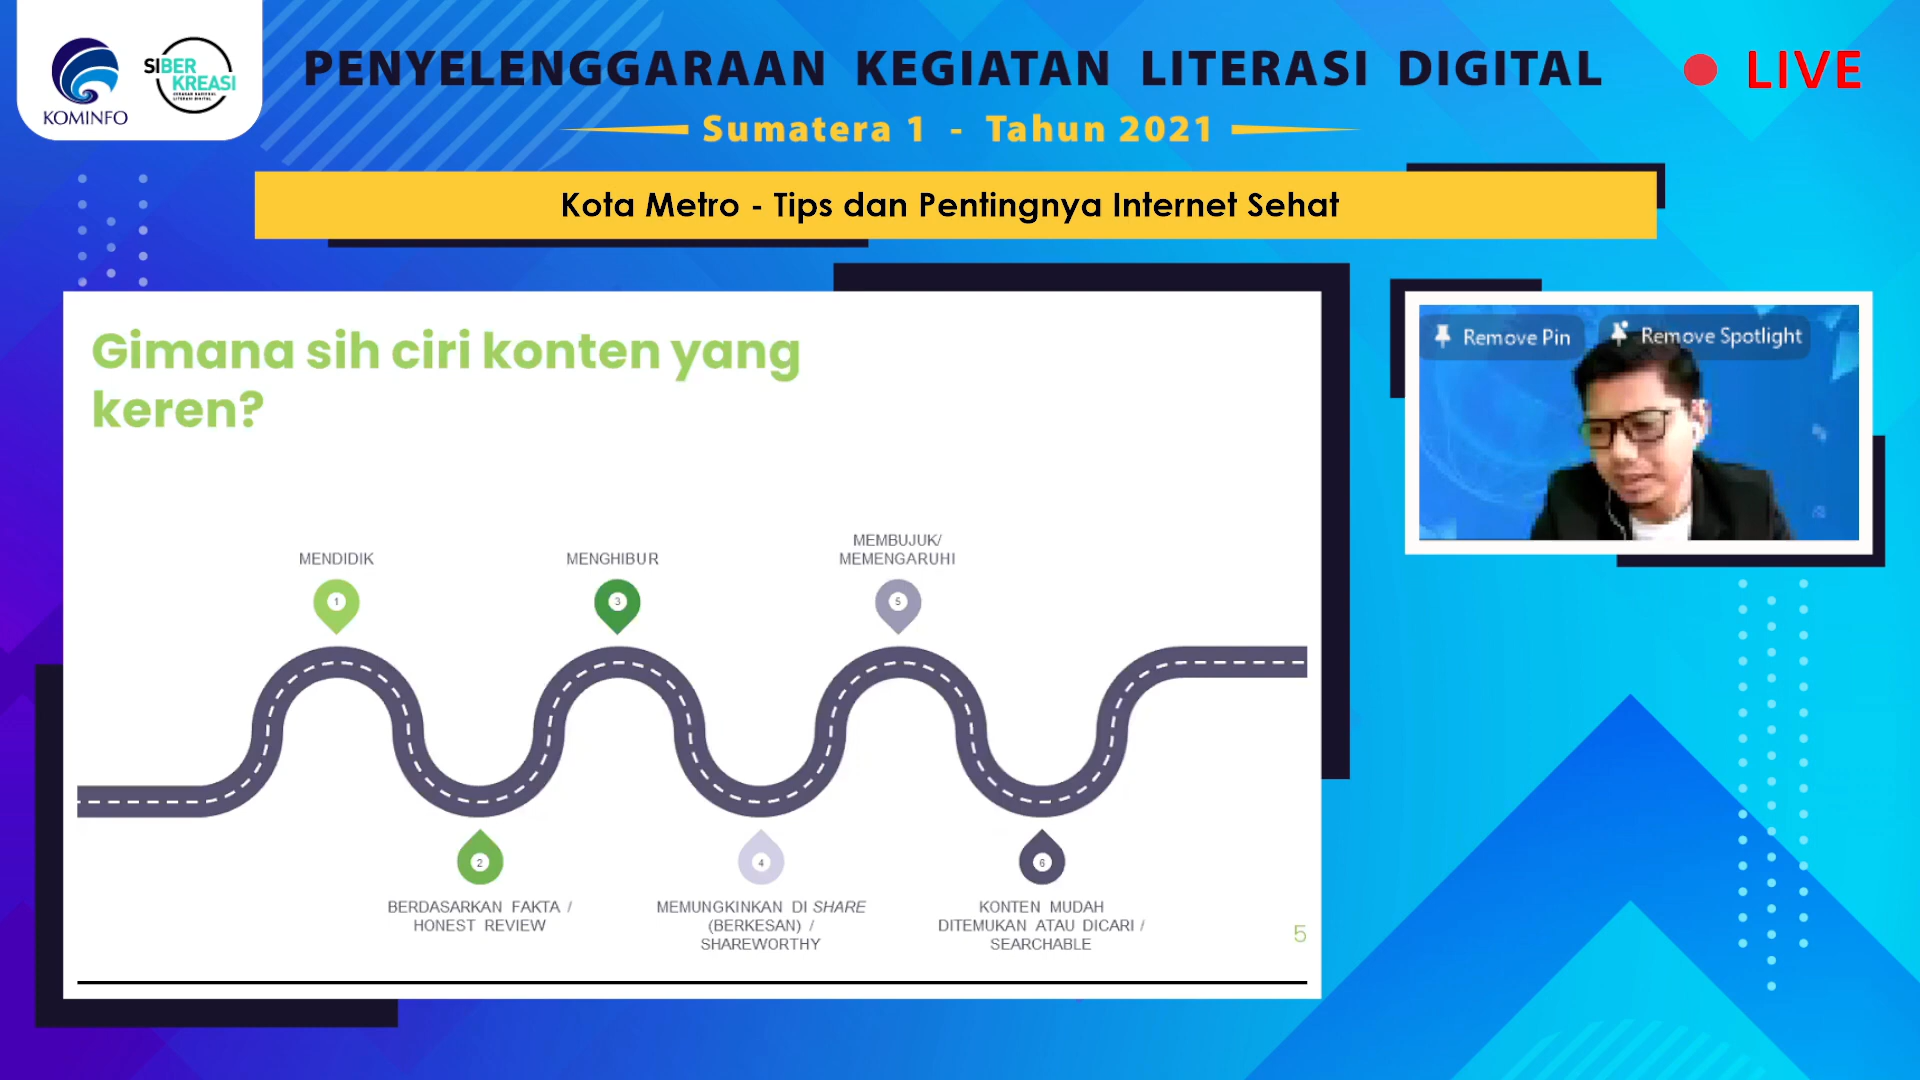 KOMINFO
SIBER
KREASI
PENYELENGGARAAN KEGIATAN LITERASI DIGITAL
LIVE
Sumatera 1 - Tahun 2021
Kota Metro - Tips dan Pentingnya Internet Sehat
Gimana sih ciri konten yang
keren?
MENDIDIK
1
MENGHIBUR
3
MEMBUJUK/
MEMENGARUHI
5
2
BERDASARKAN FAKTA /
HONEST REVIEW
4
MEMUNGKINKAN DI SHARE
(BERKESAN) /
SHAREWORTHY
6
KONTEN MUDAH
DITEMUKAN ATAU DICARI /
SEARCHABLE
5
Remove Pin
Remove Spotlight